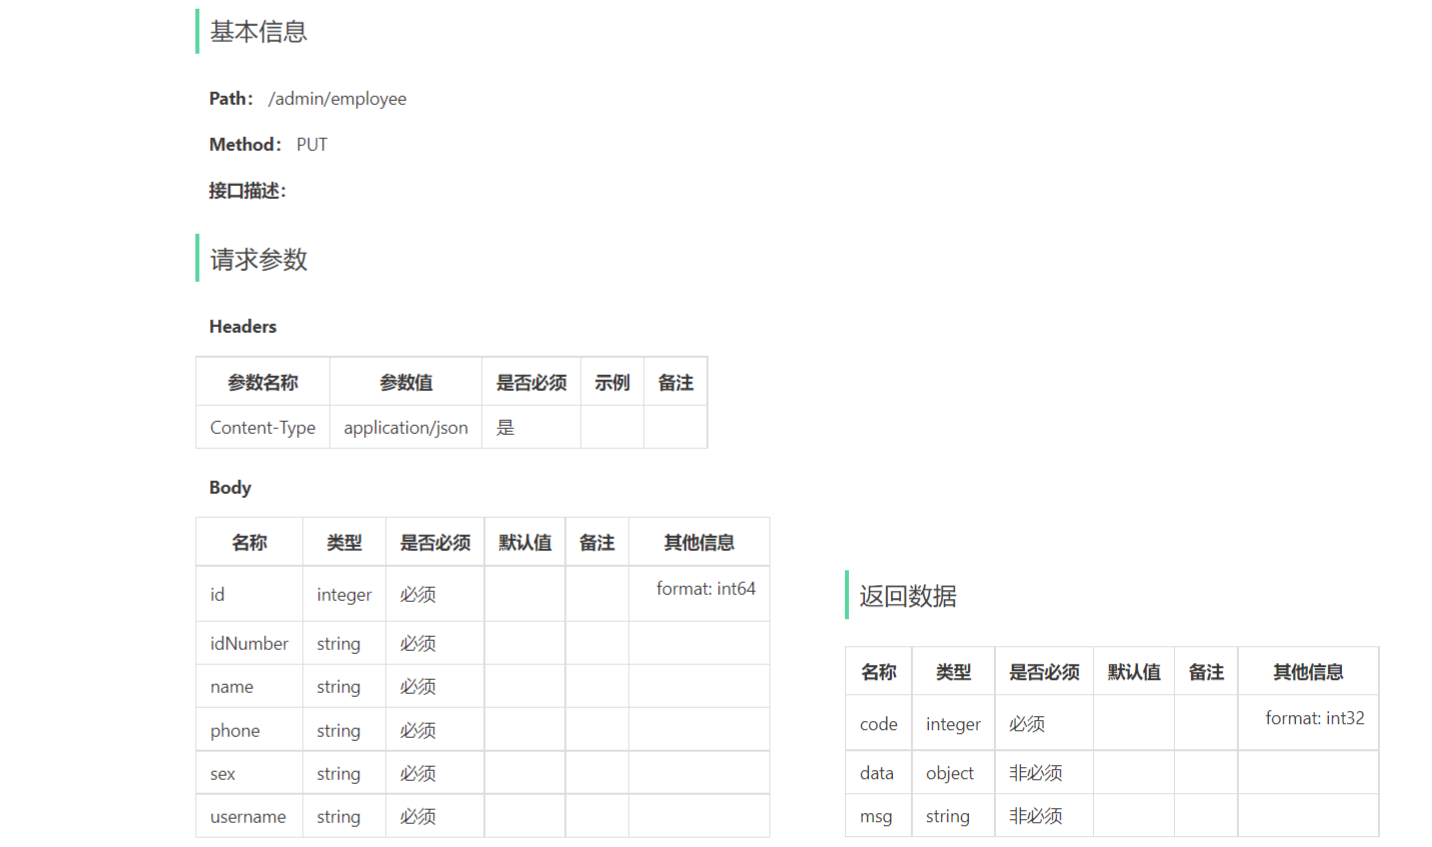 基本信息
Path： /admin/employee
Method： PUT
接口描述：
请求参数
Headers
参数名称 参数值 是否必须 示例 备注
Content-Type application/json 是
Body
名称 类型 是否必须 默认值 备注 其他信息
id integer 必须 format: int64
idNumber string 必须
name string 必须
phone string 必须
sex string 必须
username string 必须
返回数据
名称 类型 是否必须 默认值 备注 其他信息
code integer 必须 format: int32
data object 非必须
msg string 非必须